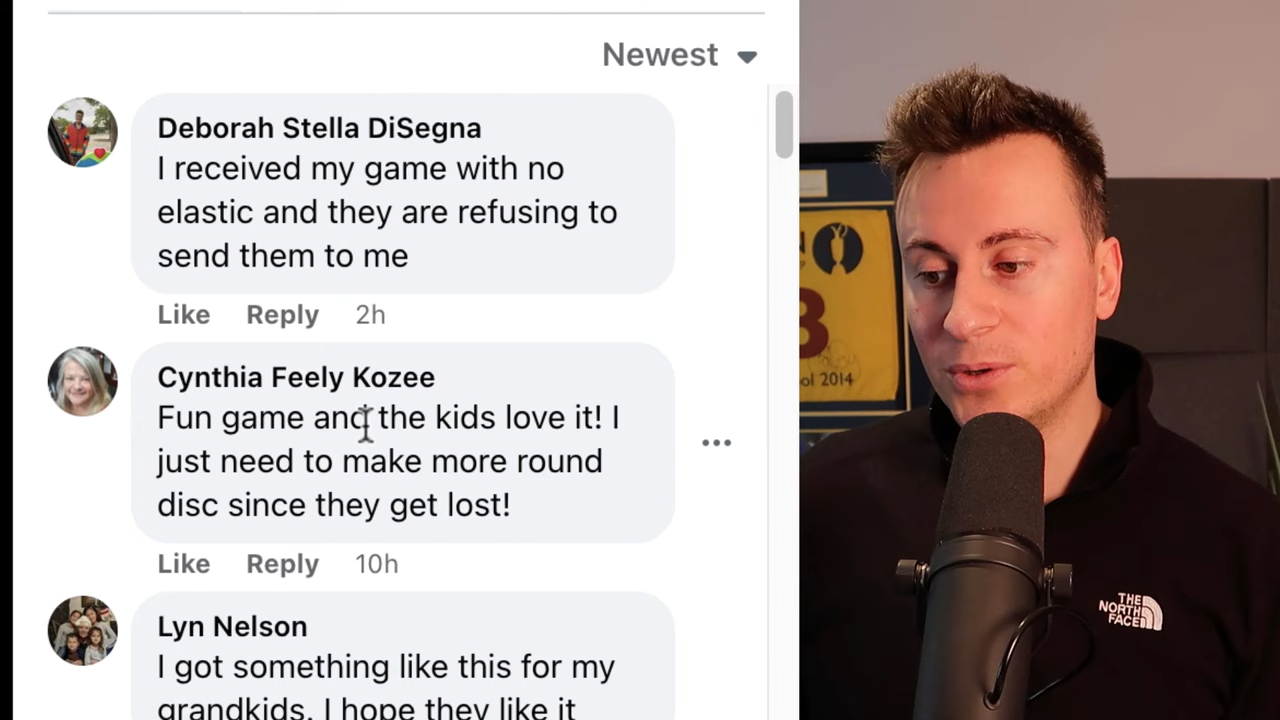 Newest
Deborah Stella DiSegna
I received my game with no
elastic and they are refusing to
send them to me
Like Reply 2h
Cynthia Feely Kozee
Fun game and the kids love it! I
just need to make more round
disc since they get lost!
Like Reply 10h
Lyn Nelson
I got something like this for my
grandkids. I hope they like it
8
2014
THE
NORTH
FACE